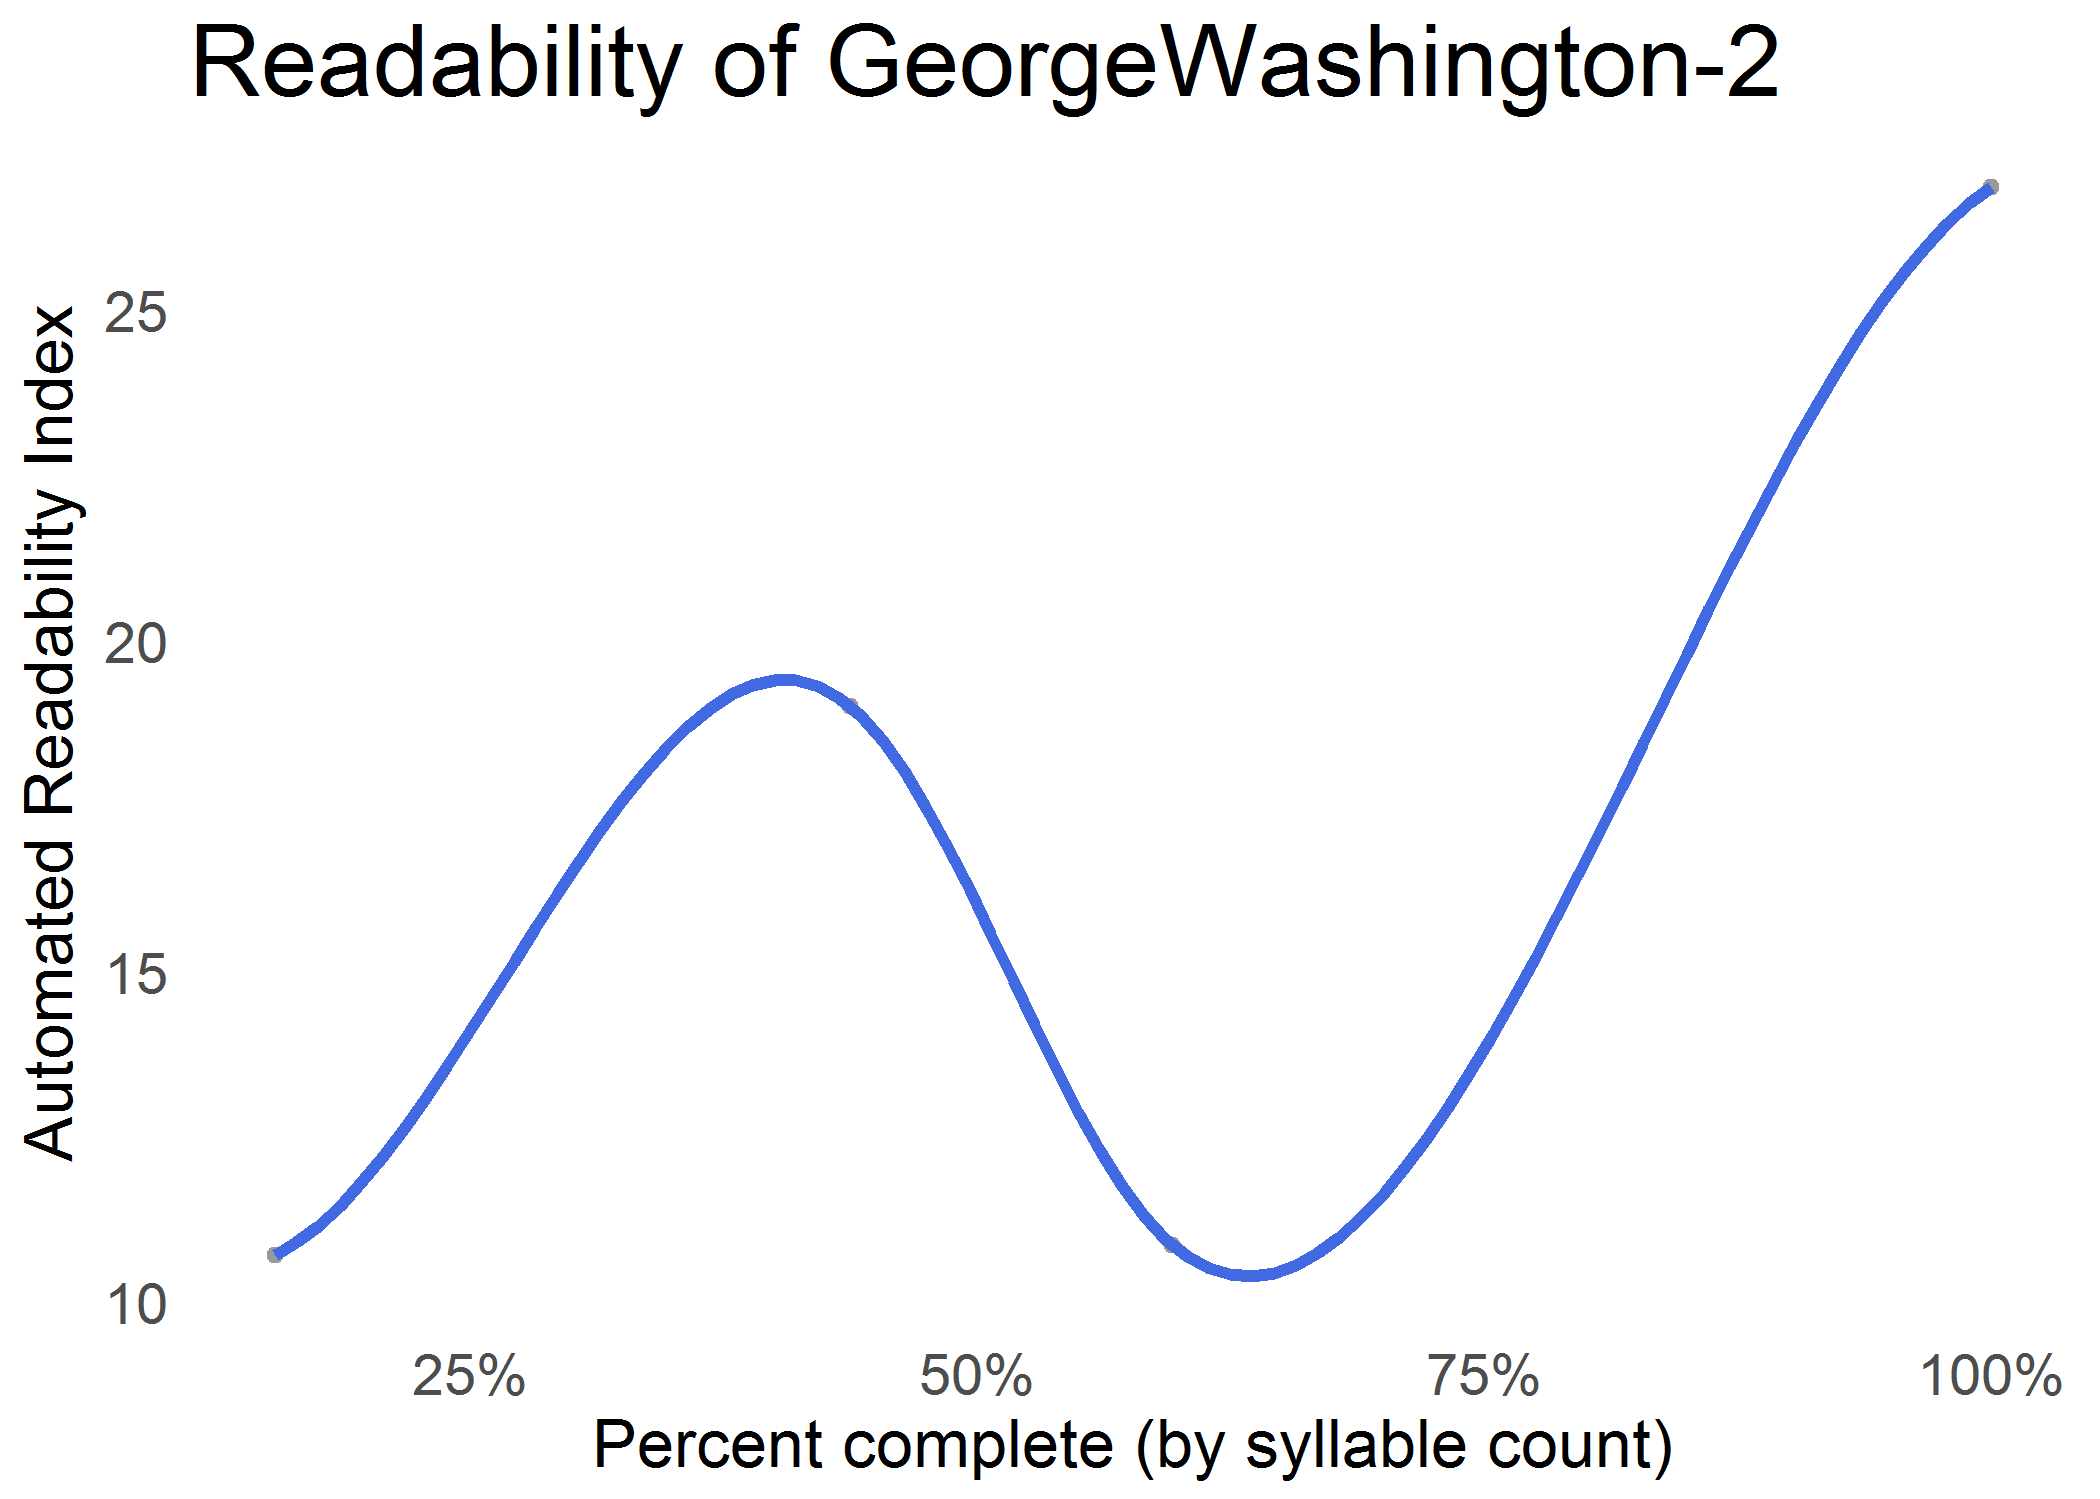 Readability of GeorgeWashington-2
Automated Readability Index
25
20
15
10
25% 50% 75% 100%
Percent complete (by syllable count)